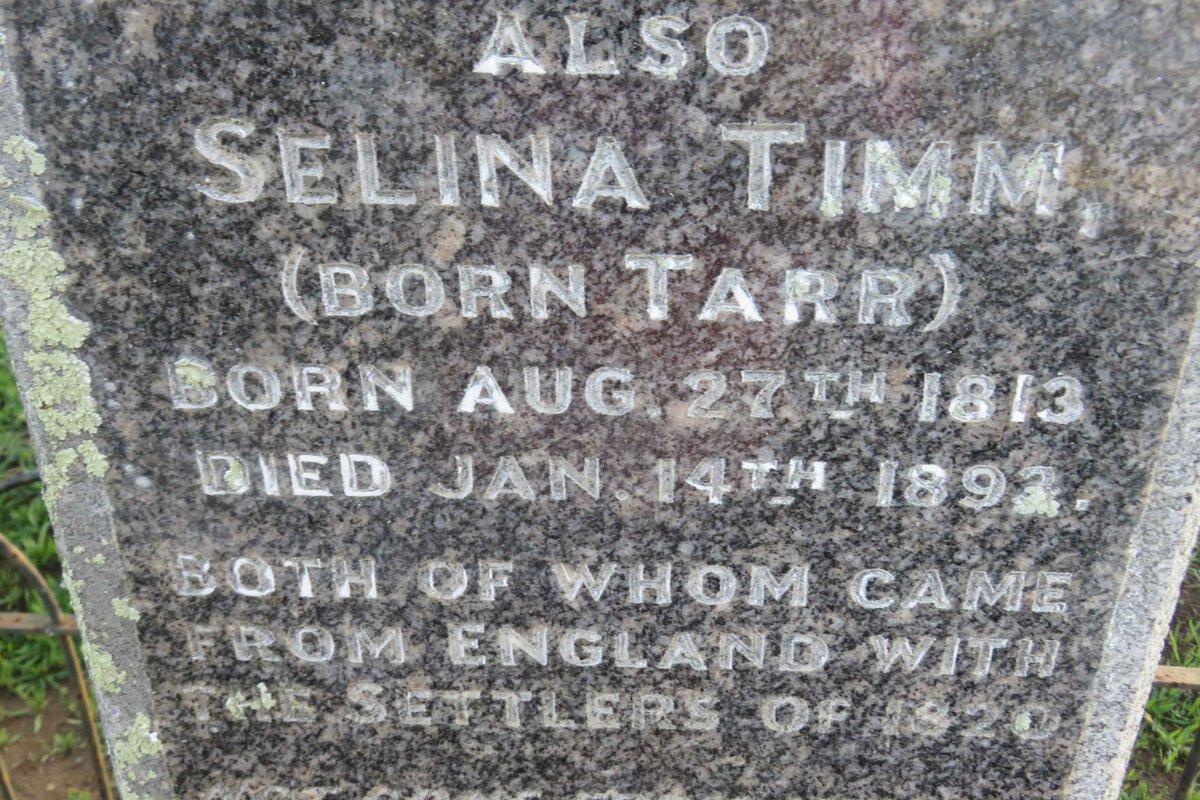 ALSO
SELINA TIMM,
(BORN TARR)
BORN AUG. 27TH 1813
DIED JAN. 14TH 1892.
BOTH OF WHOM CAME
FROM ENGLAND WITH
THE SETTLERS OF 1820